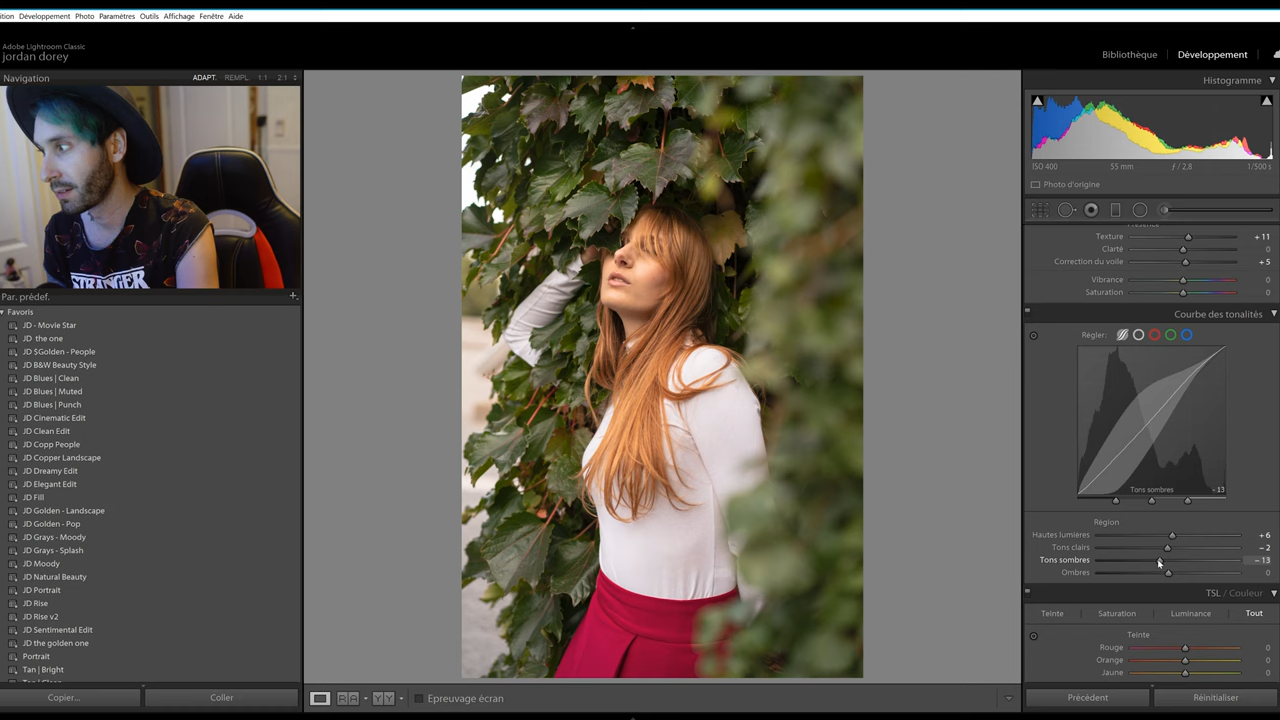 ition Développement Photo Paramètres Outils Affichage Fenêtre Aide
Adobe Lightroom Classic
jordan dorey
Bibliothèque | Développement |
Navigation ADAPT. REMPL. 1:1 2:1
STRANGER
THINGS
Par. prédef. +
Favoris
JD - Movie Star
JD the one
JD $Golden - People
JD B&W Beauty Style
JD Blues | Clean
JD Blues | Muted
JD Blues | Punch
JD Cinematic Edit
JD Clean Edit
JD Copp People
JD Copper Landscape
JD Dreamy Edit
JD Elegant Edit
JD Fill
JD Golden - Landscape
JD Golden - Pop
JD Grays - Moody
JD Grays - Splash
JD Moody
JD Natural Beauty
JD Portrait
JD Rise
JD Rise v2
JD Sentimental Edit
JD the golden one
Portrait
Tan | Bright
Copier... Coller
R A Y Y Epreuvage écran
Histogramme
ISO 400 55 mm ƒ / 2,8 1/500 s
Photo d'origine
Présence
Texture + 11
Clarté 0
Correction du voile + 5
Vibrance 0
Saturation 0
Courbe des tonalités
Régler:
Tons sombres - 13
Région
Hautes lumières + 6
Tons clairs - 2
Tons sombres - 13
Ombres 0
TSL / Couleur
Teinte Saturation Luminance Tout
Teinte
Rouge 0
Orange 0
Jaune 0
Précédent Réinitialiser